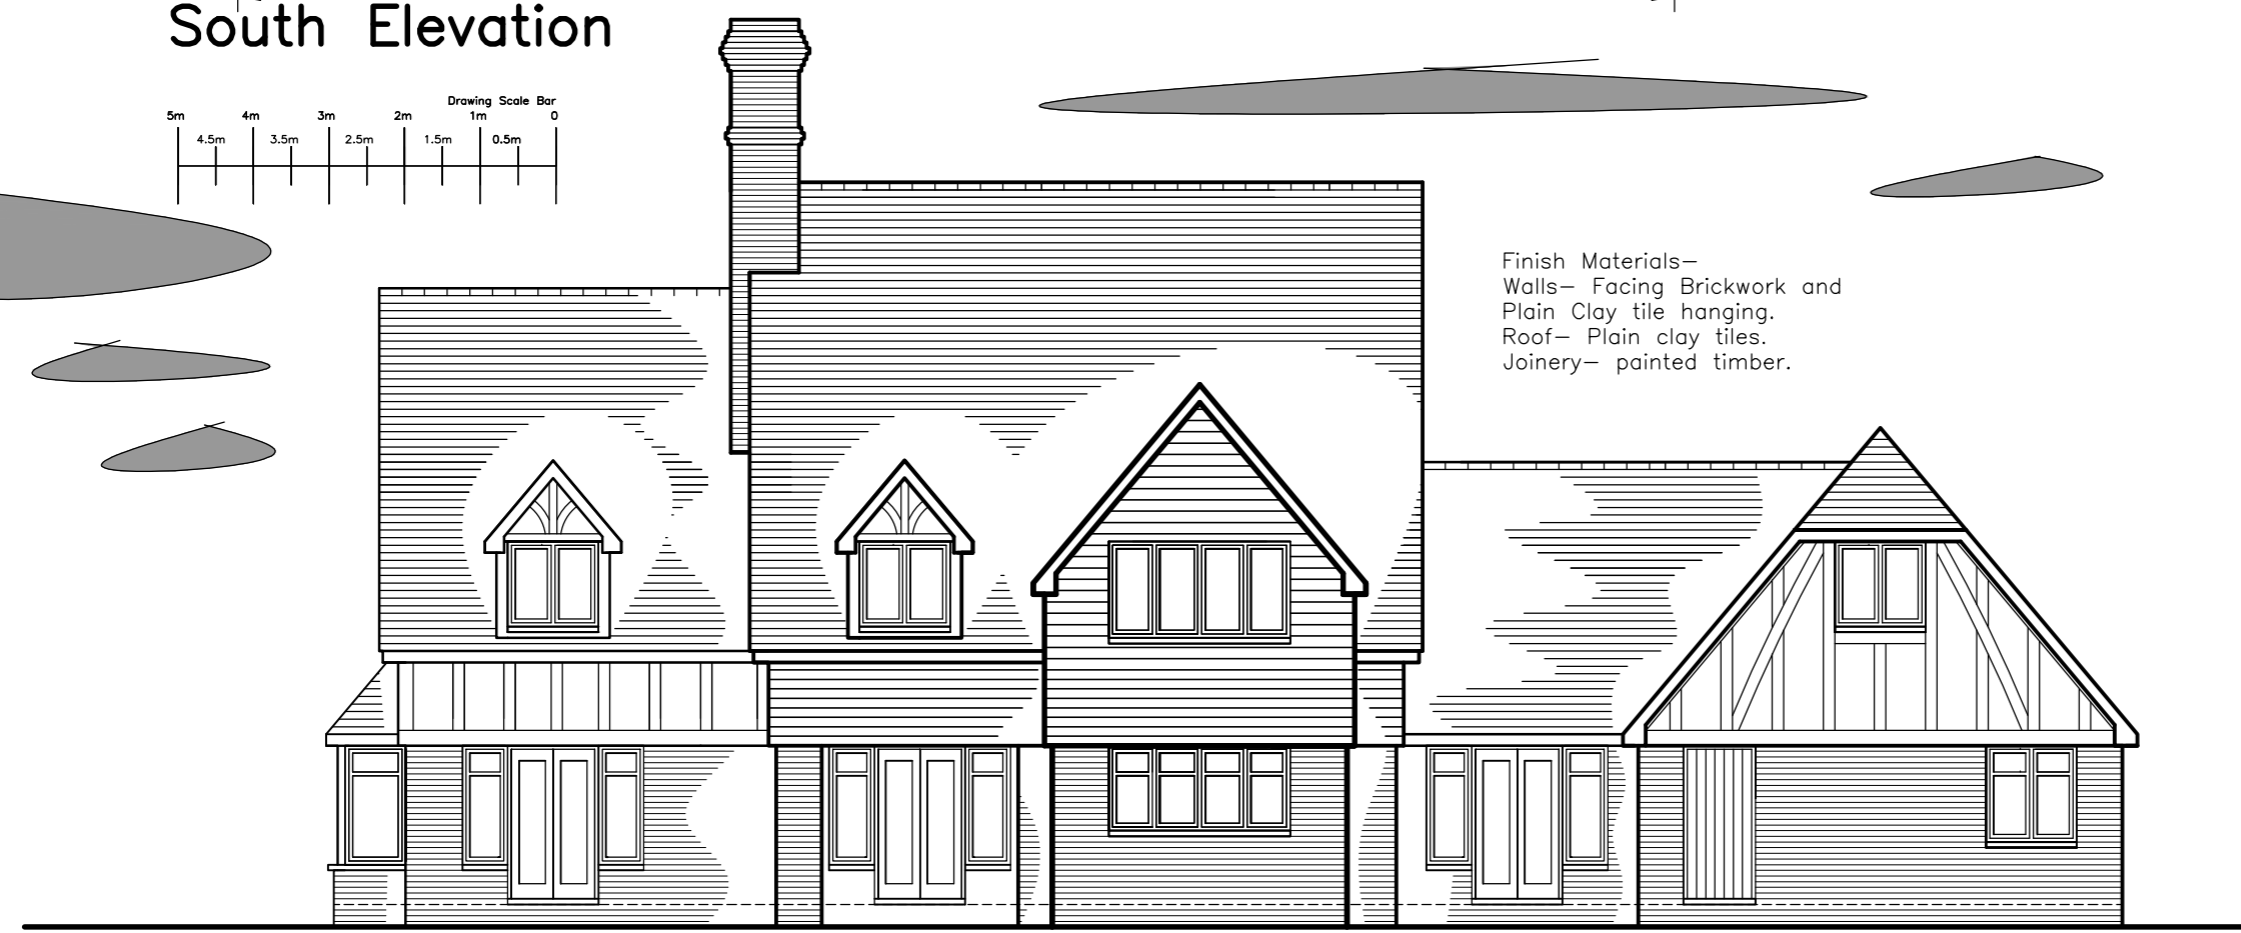 South Elevation
Drawing Scale Bar
5m 4m 3m 2m 1m 0
4.5m 3.5m 2.5m 1.5m 0.5m
Finish Materials-
Walls- Facing Brickwork and
Plain Clay tile hanging.
Roof- Plain clay tiles.
Joinery- painted timber.